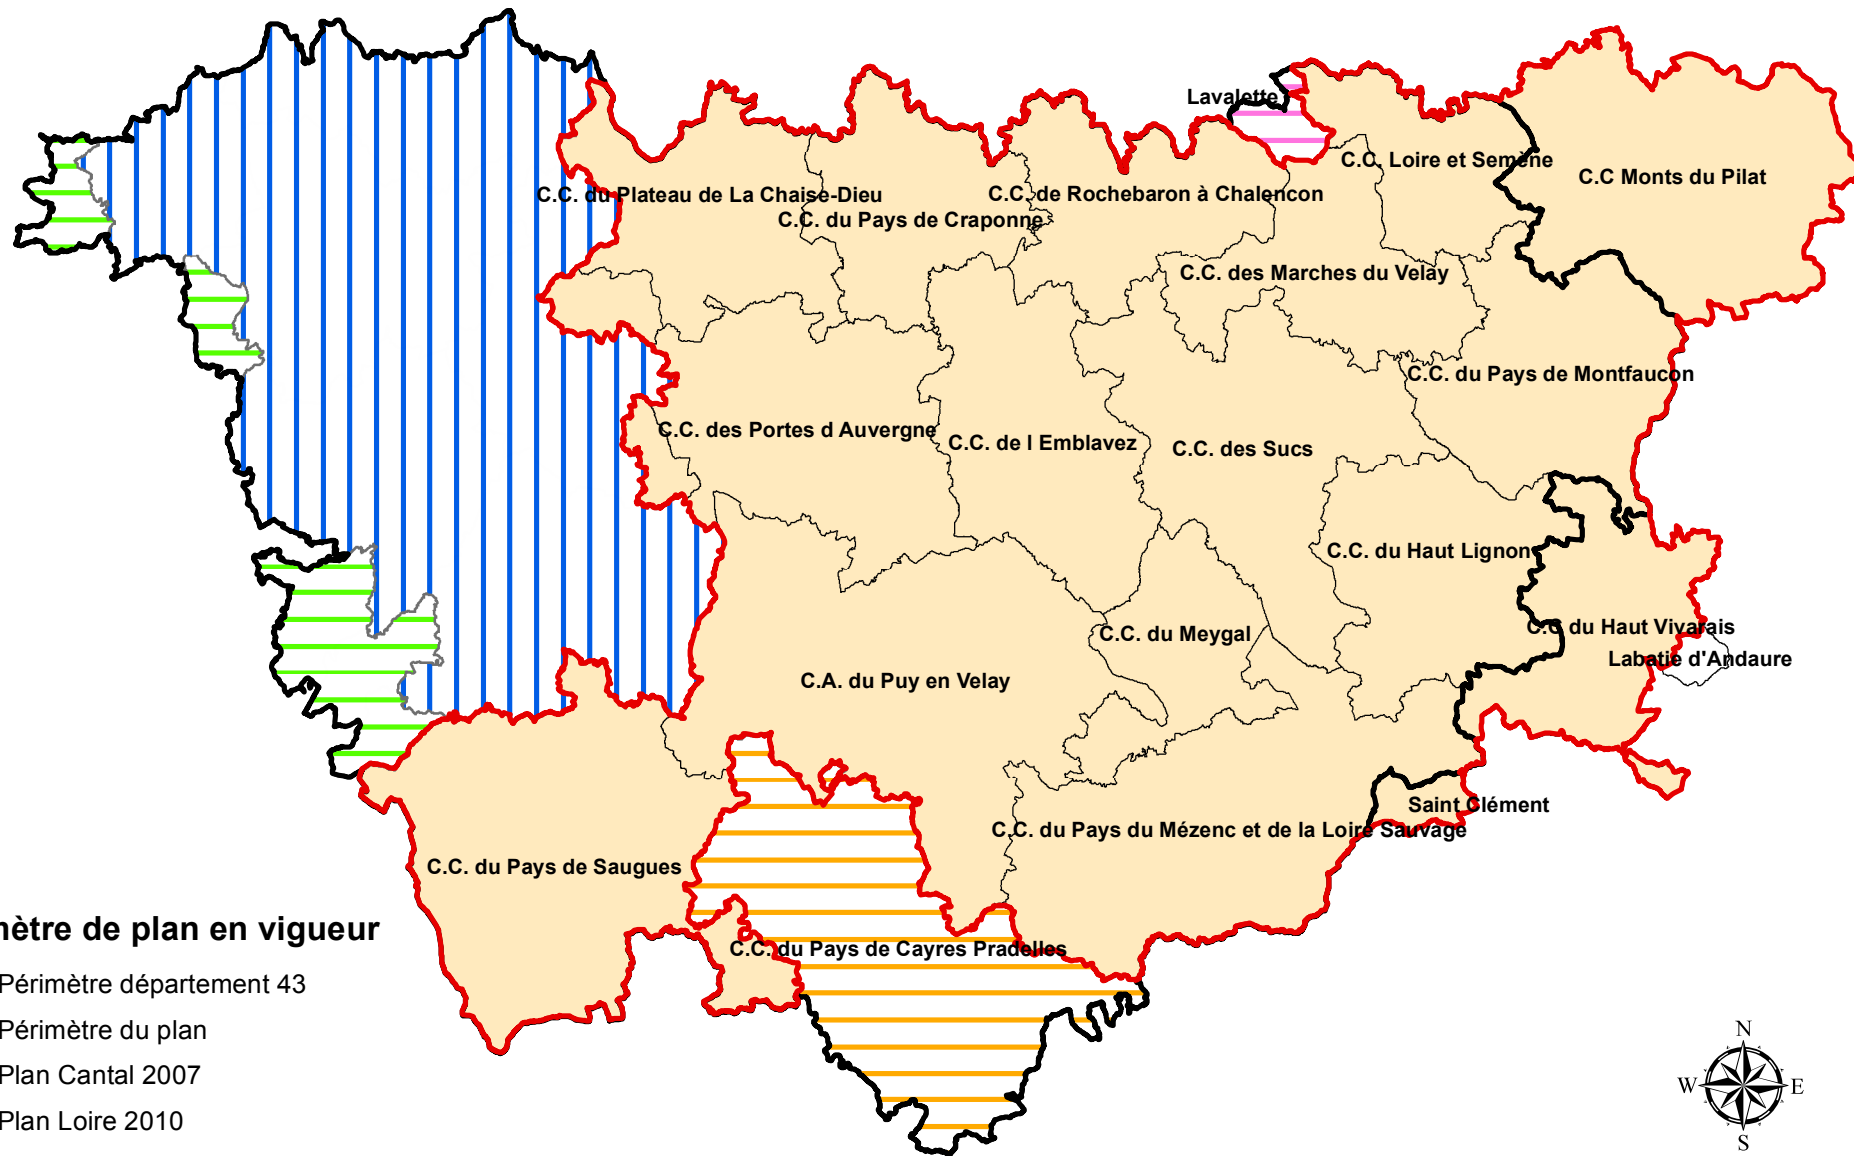 Lavalette
C.C. Loire et Semène
C.C Monts du Pilat
C.C. du Plateau de La Chaise-Dieu
C.C. de Rochebaron à Chalencon
C.C. du Pays de Craponne
C.C. des Marches du Velay
C.C. du Pays de Montfaucon
C.C. des Portes d Auvergne
C.C. de l Emblavez
C.C. des Sucs
C.C. du Haut Lignon
C.C. du Meygal
C.C du Haut Vivarais
Labatie d'Andaure
C.A. du Puy en Velay
Saint Clément
C.C. du Pays du Mézenc et de la Loire Sauvage
C.C. du Pays de Saugues
C.C. du Pays de Cayres Pradelles
mètre de plan en vigueur
Périmètre département 43
Périmètre du plan
Plan Cantal 2007
Plan Loire 2010
N
W E
S